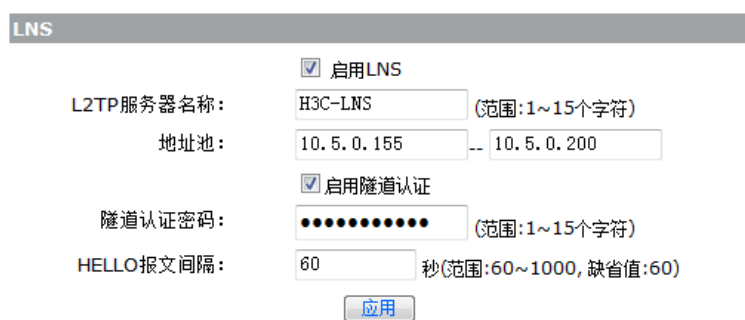 LNS
启用LNS
L2TP服务器名称： H3C-LNS (范围:1~15个字符)
地址池： 10.5.0.155 -- 10.5.0.200
启用隧道认证
隧道认证密码： ●●●●●●●●●●● (范围:1~15个字符)
HELLO报文间隔： 60 秒(范围:60~1000, 缺省值:60)
应用